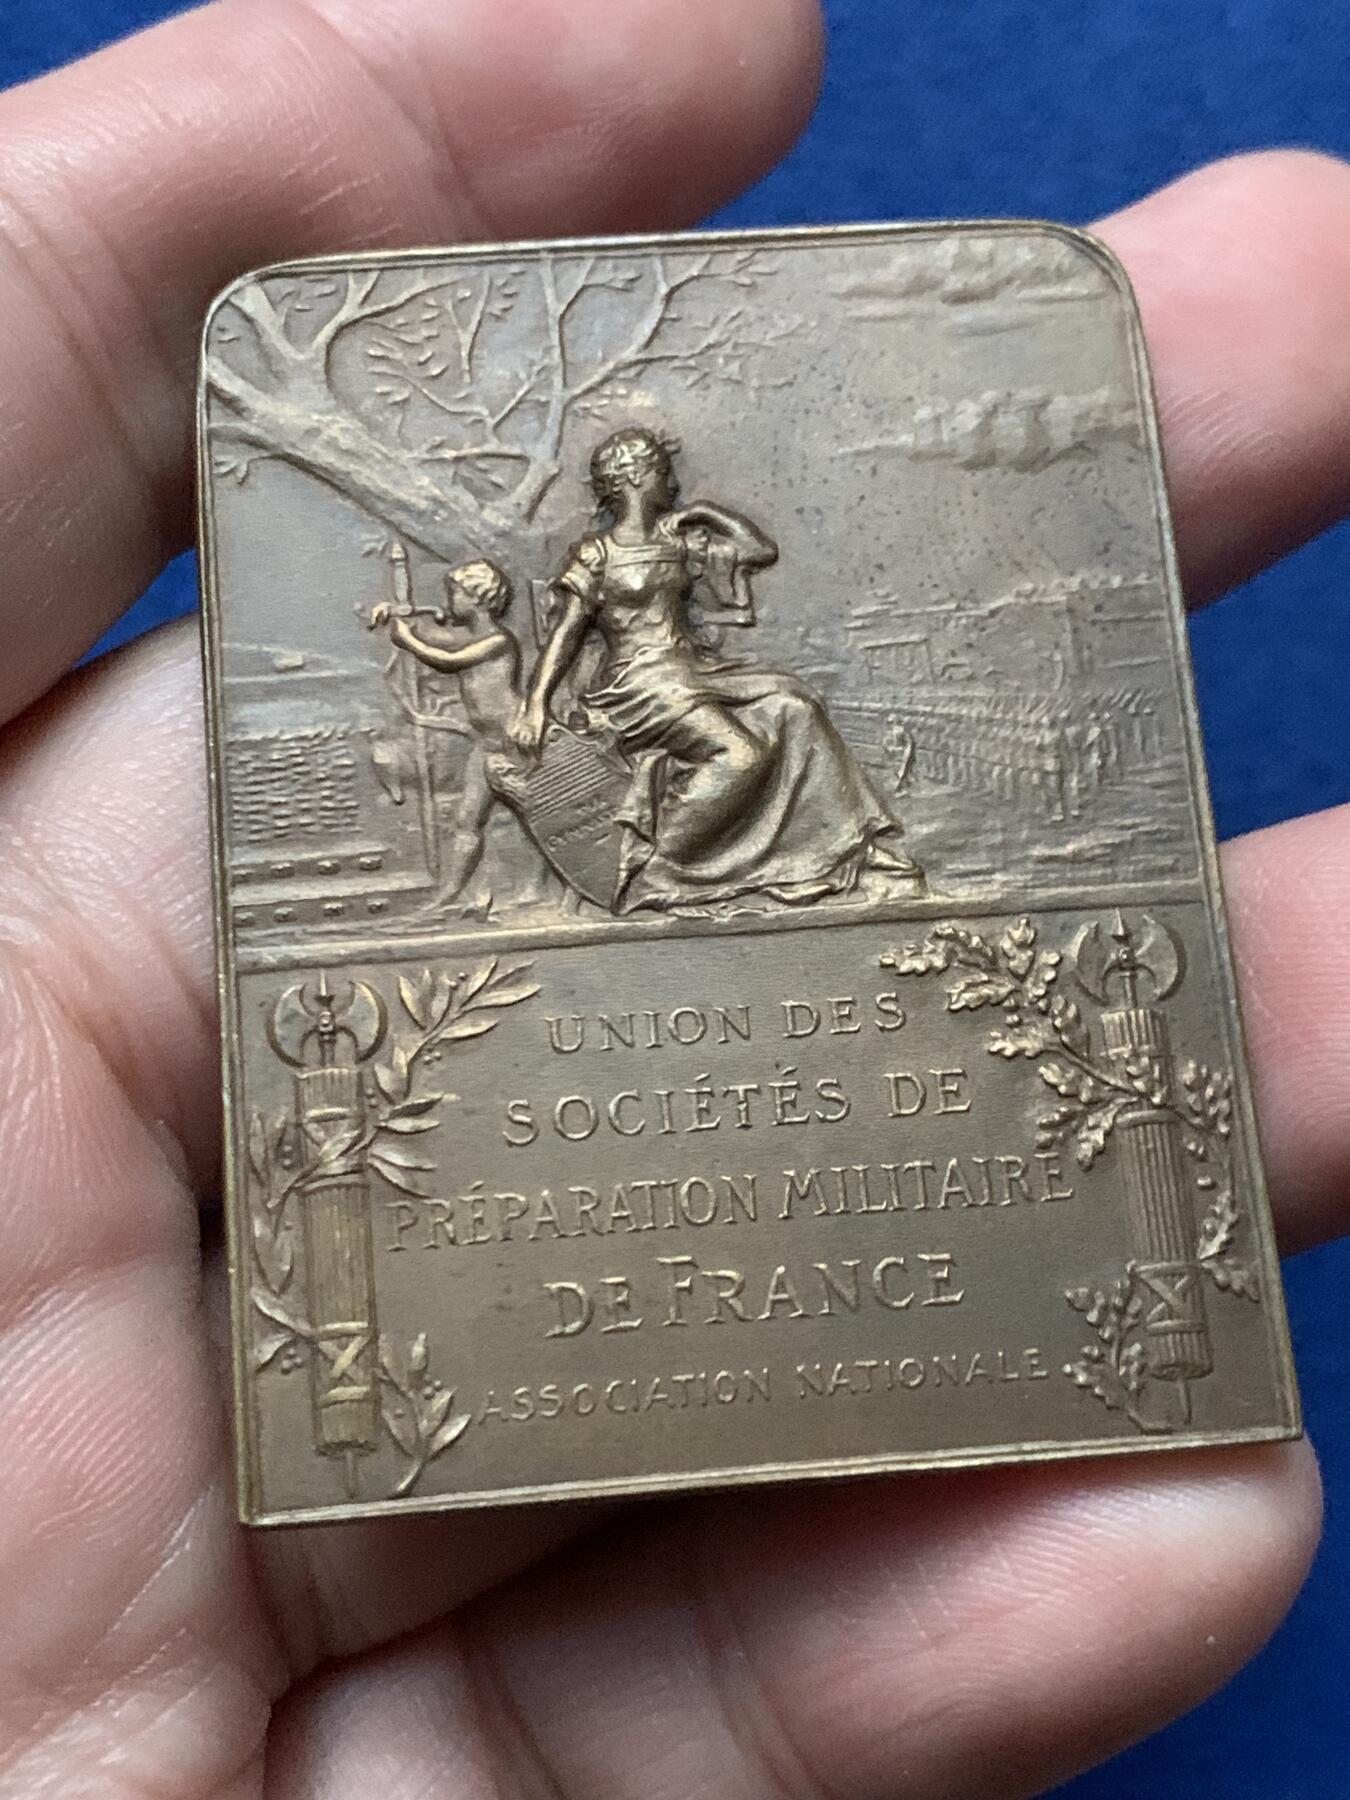 UNION DES
SOCIÉTÉS DE
PRÉPARATION MILITAIRE
DE FRANCE
ASSOCIATION NATIONALE